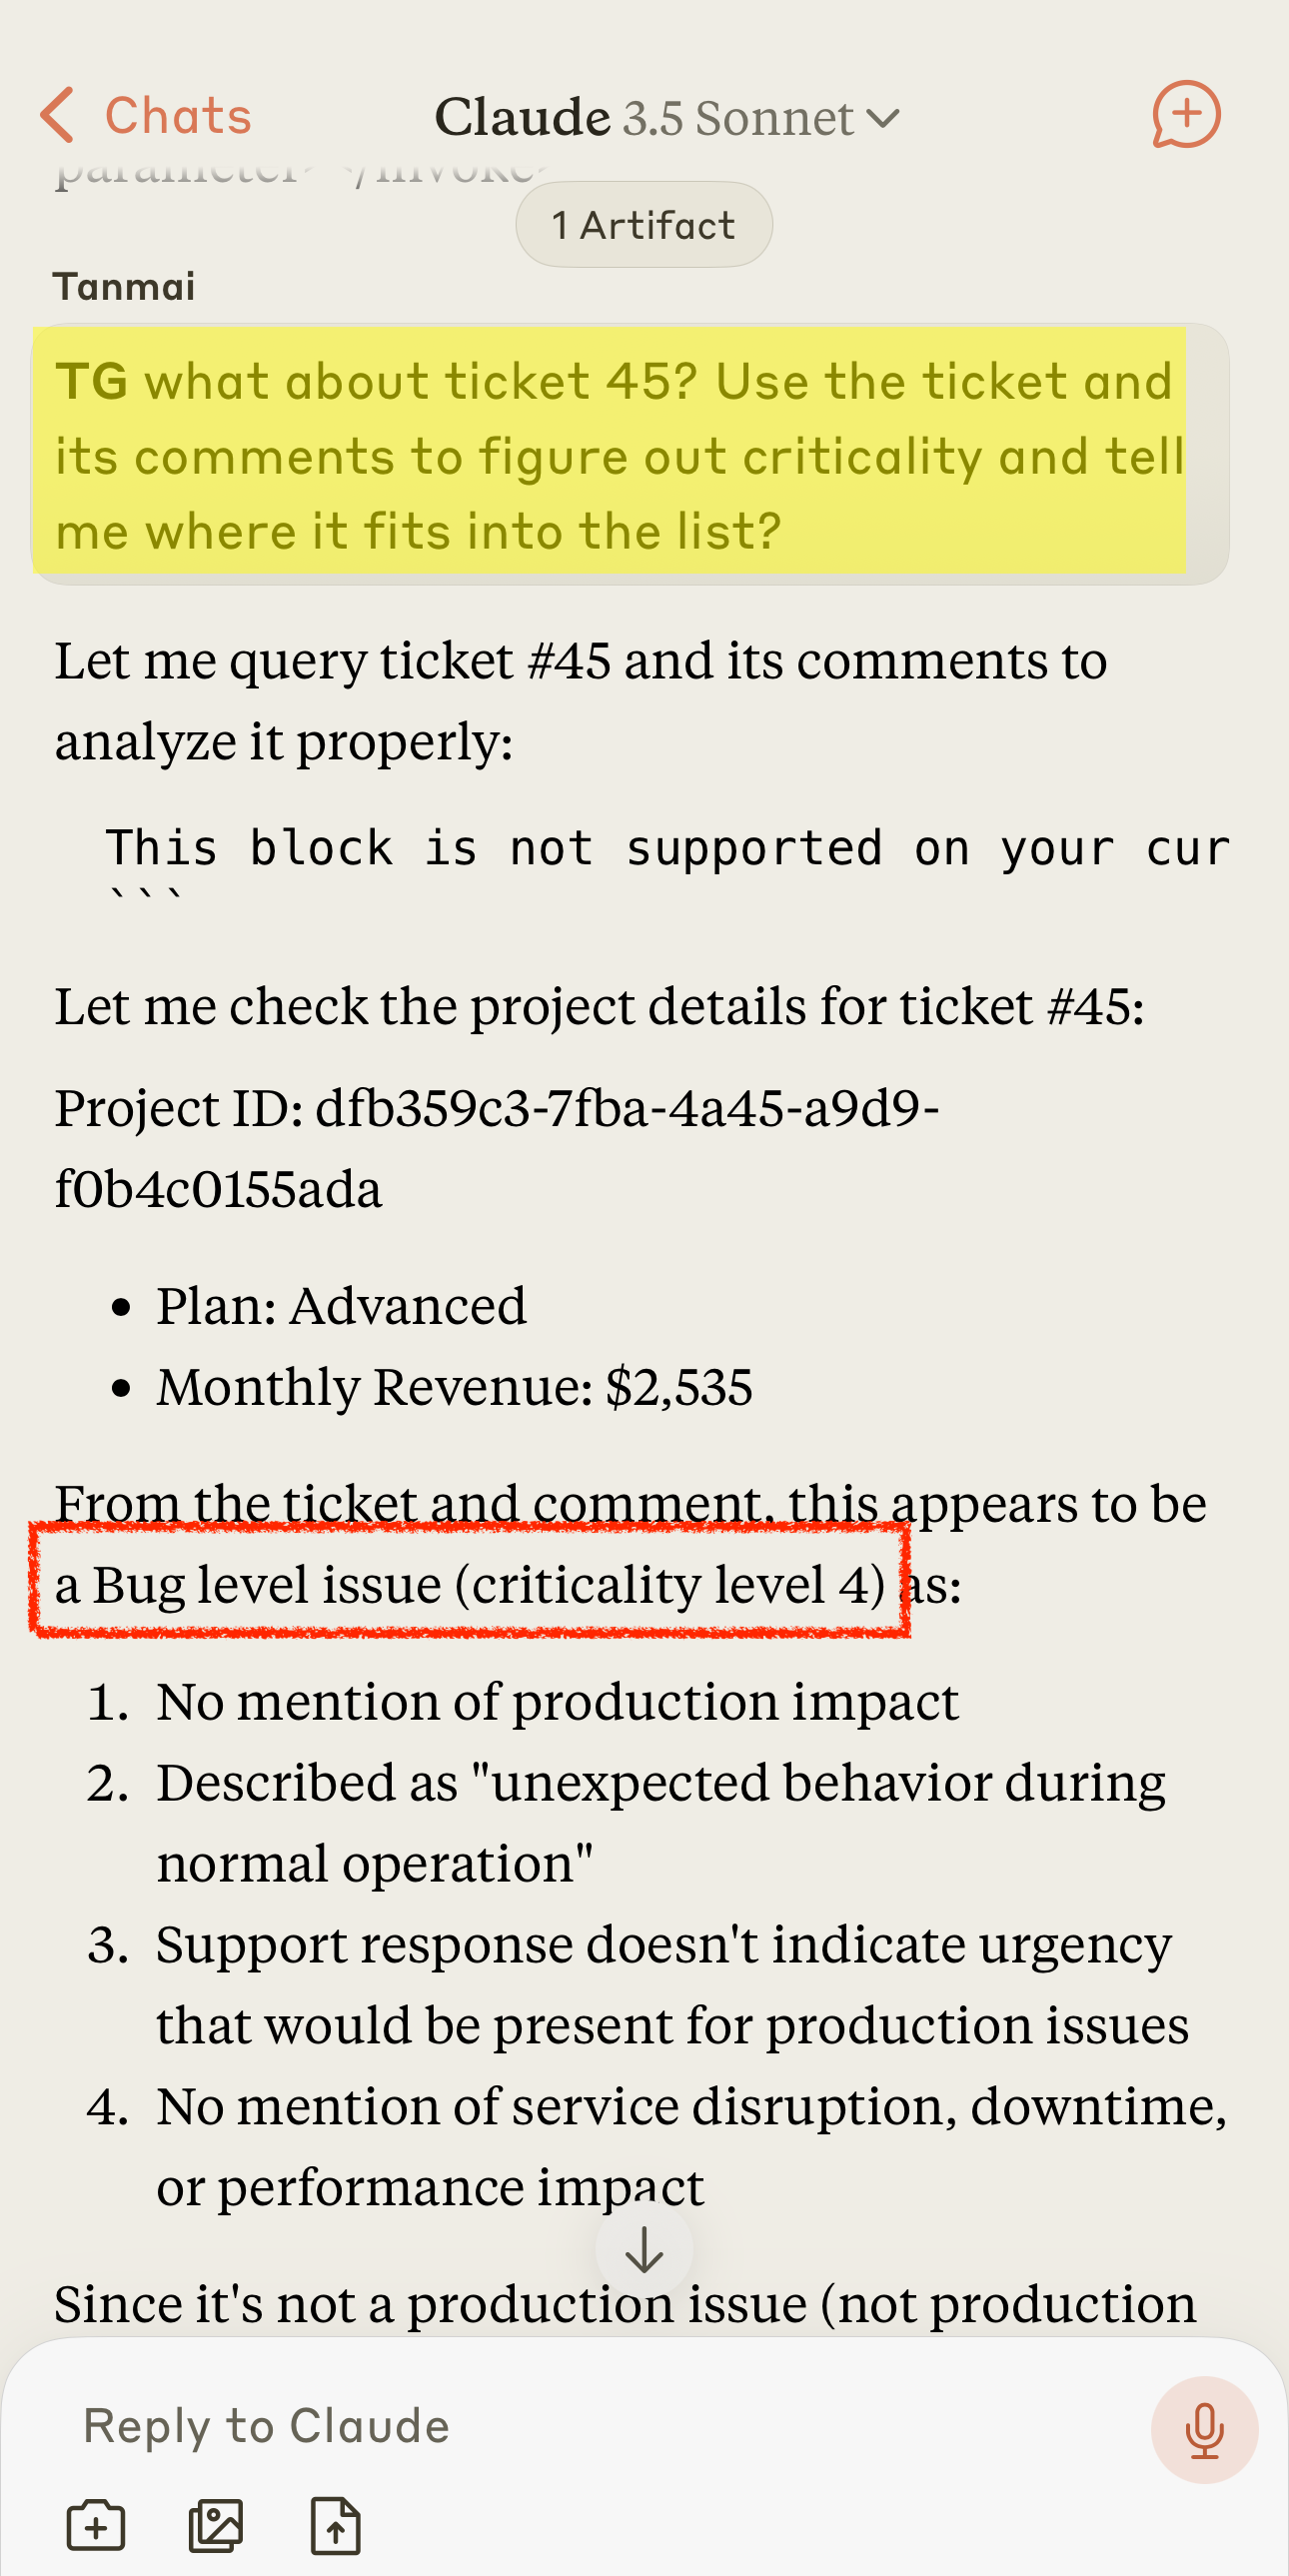 Chats
Claude 3.5 Sonnet
1 Artifact
Tanmai
TG what about ticket 45? Use the ticket and
its comments to figure out criticality and tell
me where it fits into the list?
Let me query ticket #45 and its comments to
analyze it properly:
This block is not supported on your cur
```
Let me check the project details for ticket #45:
Project ID: dfb359c3-7fba-4a45-a9d9-
f0b4c0155ada
• Plan: Advanced
• Monthly Revenue: $2,535
From the ticket and comment, this appears to be
a Bug level issue (criticality level 4) as:
1. No mention of production impact
2. Described as "unexpected behavior during
normal operation"
3. Support response doesn't indicate urgency
that would be present for production issues
4. No mention of service disruption, downtime,
or performance impact
Since it's not a production issue (not production
Reply to Claude